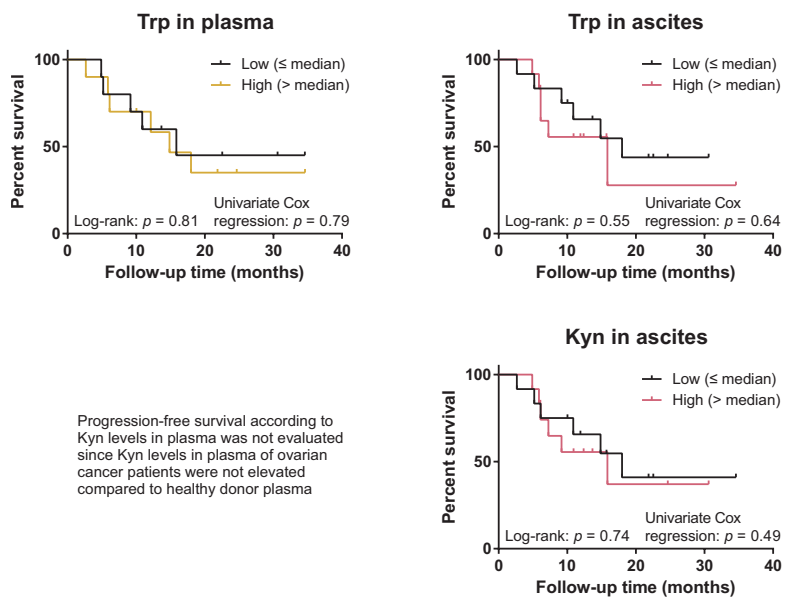 Trp in plasma
100
50
0
Percent survival
Low (≤ median)
High (> median)
Log-rank: p = 0.81
Univariate Cox
regression: p = 0.79
0 10 20 30 40
Follow-up time (months)
Trp in ascites
100
50
0
Percent survival
Low (≤ median)
High (> median)
Log-rank: p = 0.55
Univariate Cox
regression: p = 0.64
0 10 20 30 40
Follow-up time (months)
Progression-free survival according to
Kyn levels in plasma was not evaluated
since Kyn levels in plasma of ovarian
cancer patients were not elevated
compared to healthy donor plasma
Kyn in ascites
100
50
0
Percent survival
Low (≤ median)
High (> median)
Log-rank: p = 0.74
Univariate Cox
regression: p = 0.49
0 10 20 30 40
Follow-up time (months)